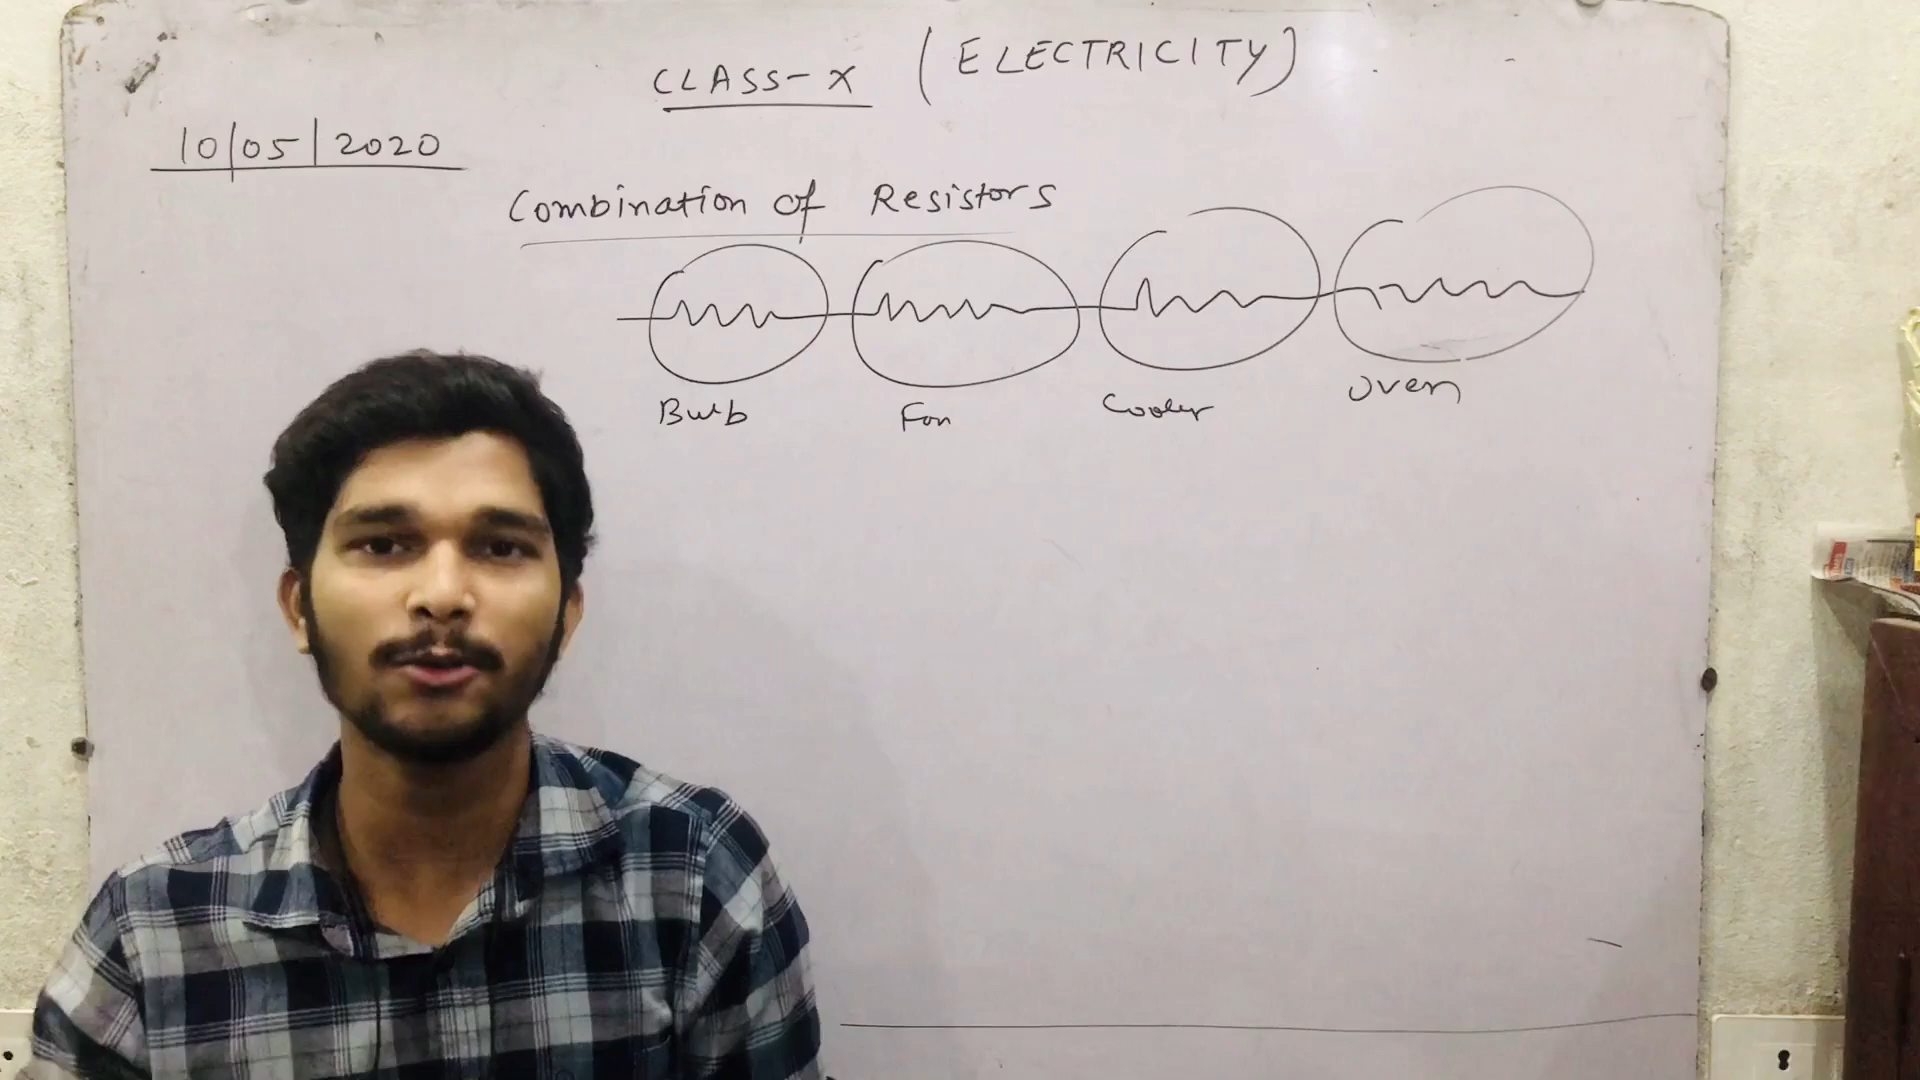 CLASS-X (ELECTRICITY)
10/05/2020
Combination of Resistors
Bulb Fan Cooler Oven